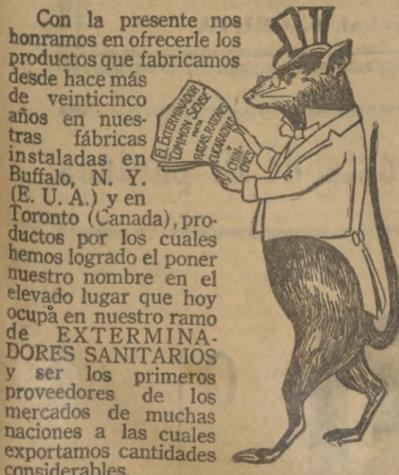 Con la presente nos
honramos en ofrecerle los
productos que fabricamos
desde hace más
de veinticinco
años en nues-
tras fábricas
instaladas en
Buffalo, N. Y.
(E. U. A.) y en
Toronto (Canada), pro-
ductos por los cuales
hemos logrado el poner
nuestro nombre en el
elevado lugar que hoy
ocupa en nuestro ramo
de EXTERMINA-
DORES SANITARIOS
y ser los primeros
proveedores de los
mercados de muchas
naciones a las cuales
exportamos cantidades
considerables.
EL EXTERMINADOR
"COMMON SENSE"
PARA
RATAS, RATONES
CUCARACHAS
Y
CHIN-
CHES